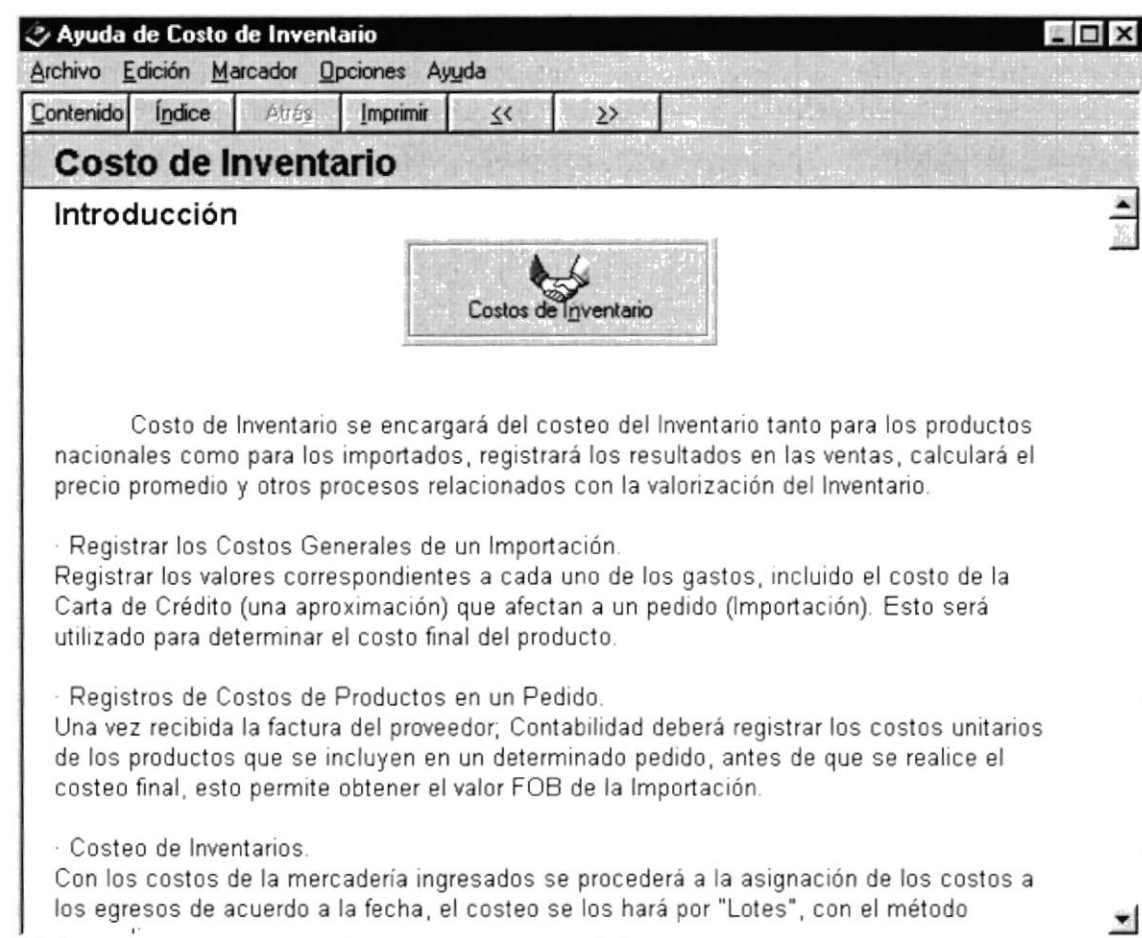 Ayuda de Costo de Inventario
Archivo Edición Marcador Opciones Ayuda
Contenido Índice Atrás Imprimir << >>
Costo de Inventario
Introducción
Costos de Inventario
Costo de Inventario se encargará del costeo del Inventario tanto para los productos
nacionales como para los importados, registrará los resultados en las ventas, calculará el
precio promedio y otros procesos relacionados con la valorización del Inventario.
· Registrar los Costos Generales de un Importación.
Registrar los valores correspondientes a cada uno de los gastos, incluido el costo de la
Carta de Crédito (una aproximación) que afectan a un pedido (Importación). Esto será
utilizado para determinar el costo final del producto.
· Registros de Costos de Productos en un Pedido.
Una vez recibida la factura del proveedor; Contabilidad deberá registrar los costos unitarios
de los productos que se incluyen en un determinado pedido, antes de que se realice el
costeo final, esto permite obtener el valor FOB de la Importación.
· Costeo de Inventarios.
Con los costos de la mercadería ingresados se procederá a la asignación de los costos a
los egresos de acuerdo a la fecha, el costeo se los hará por "Lotes", con el método